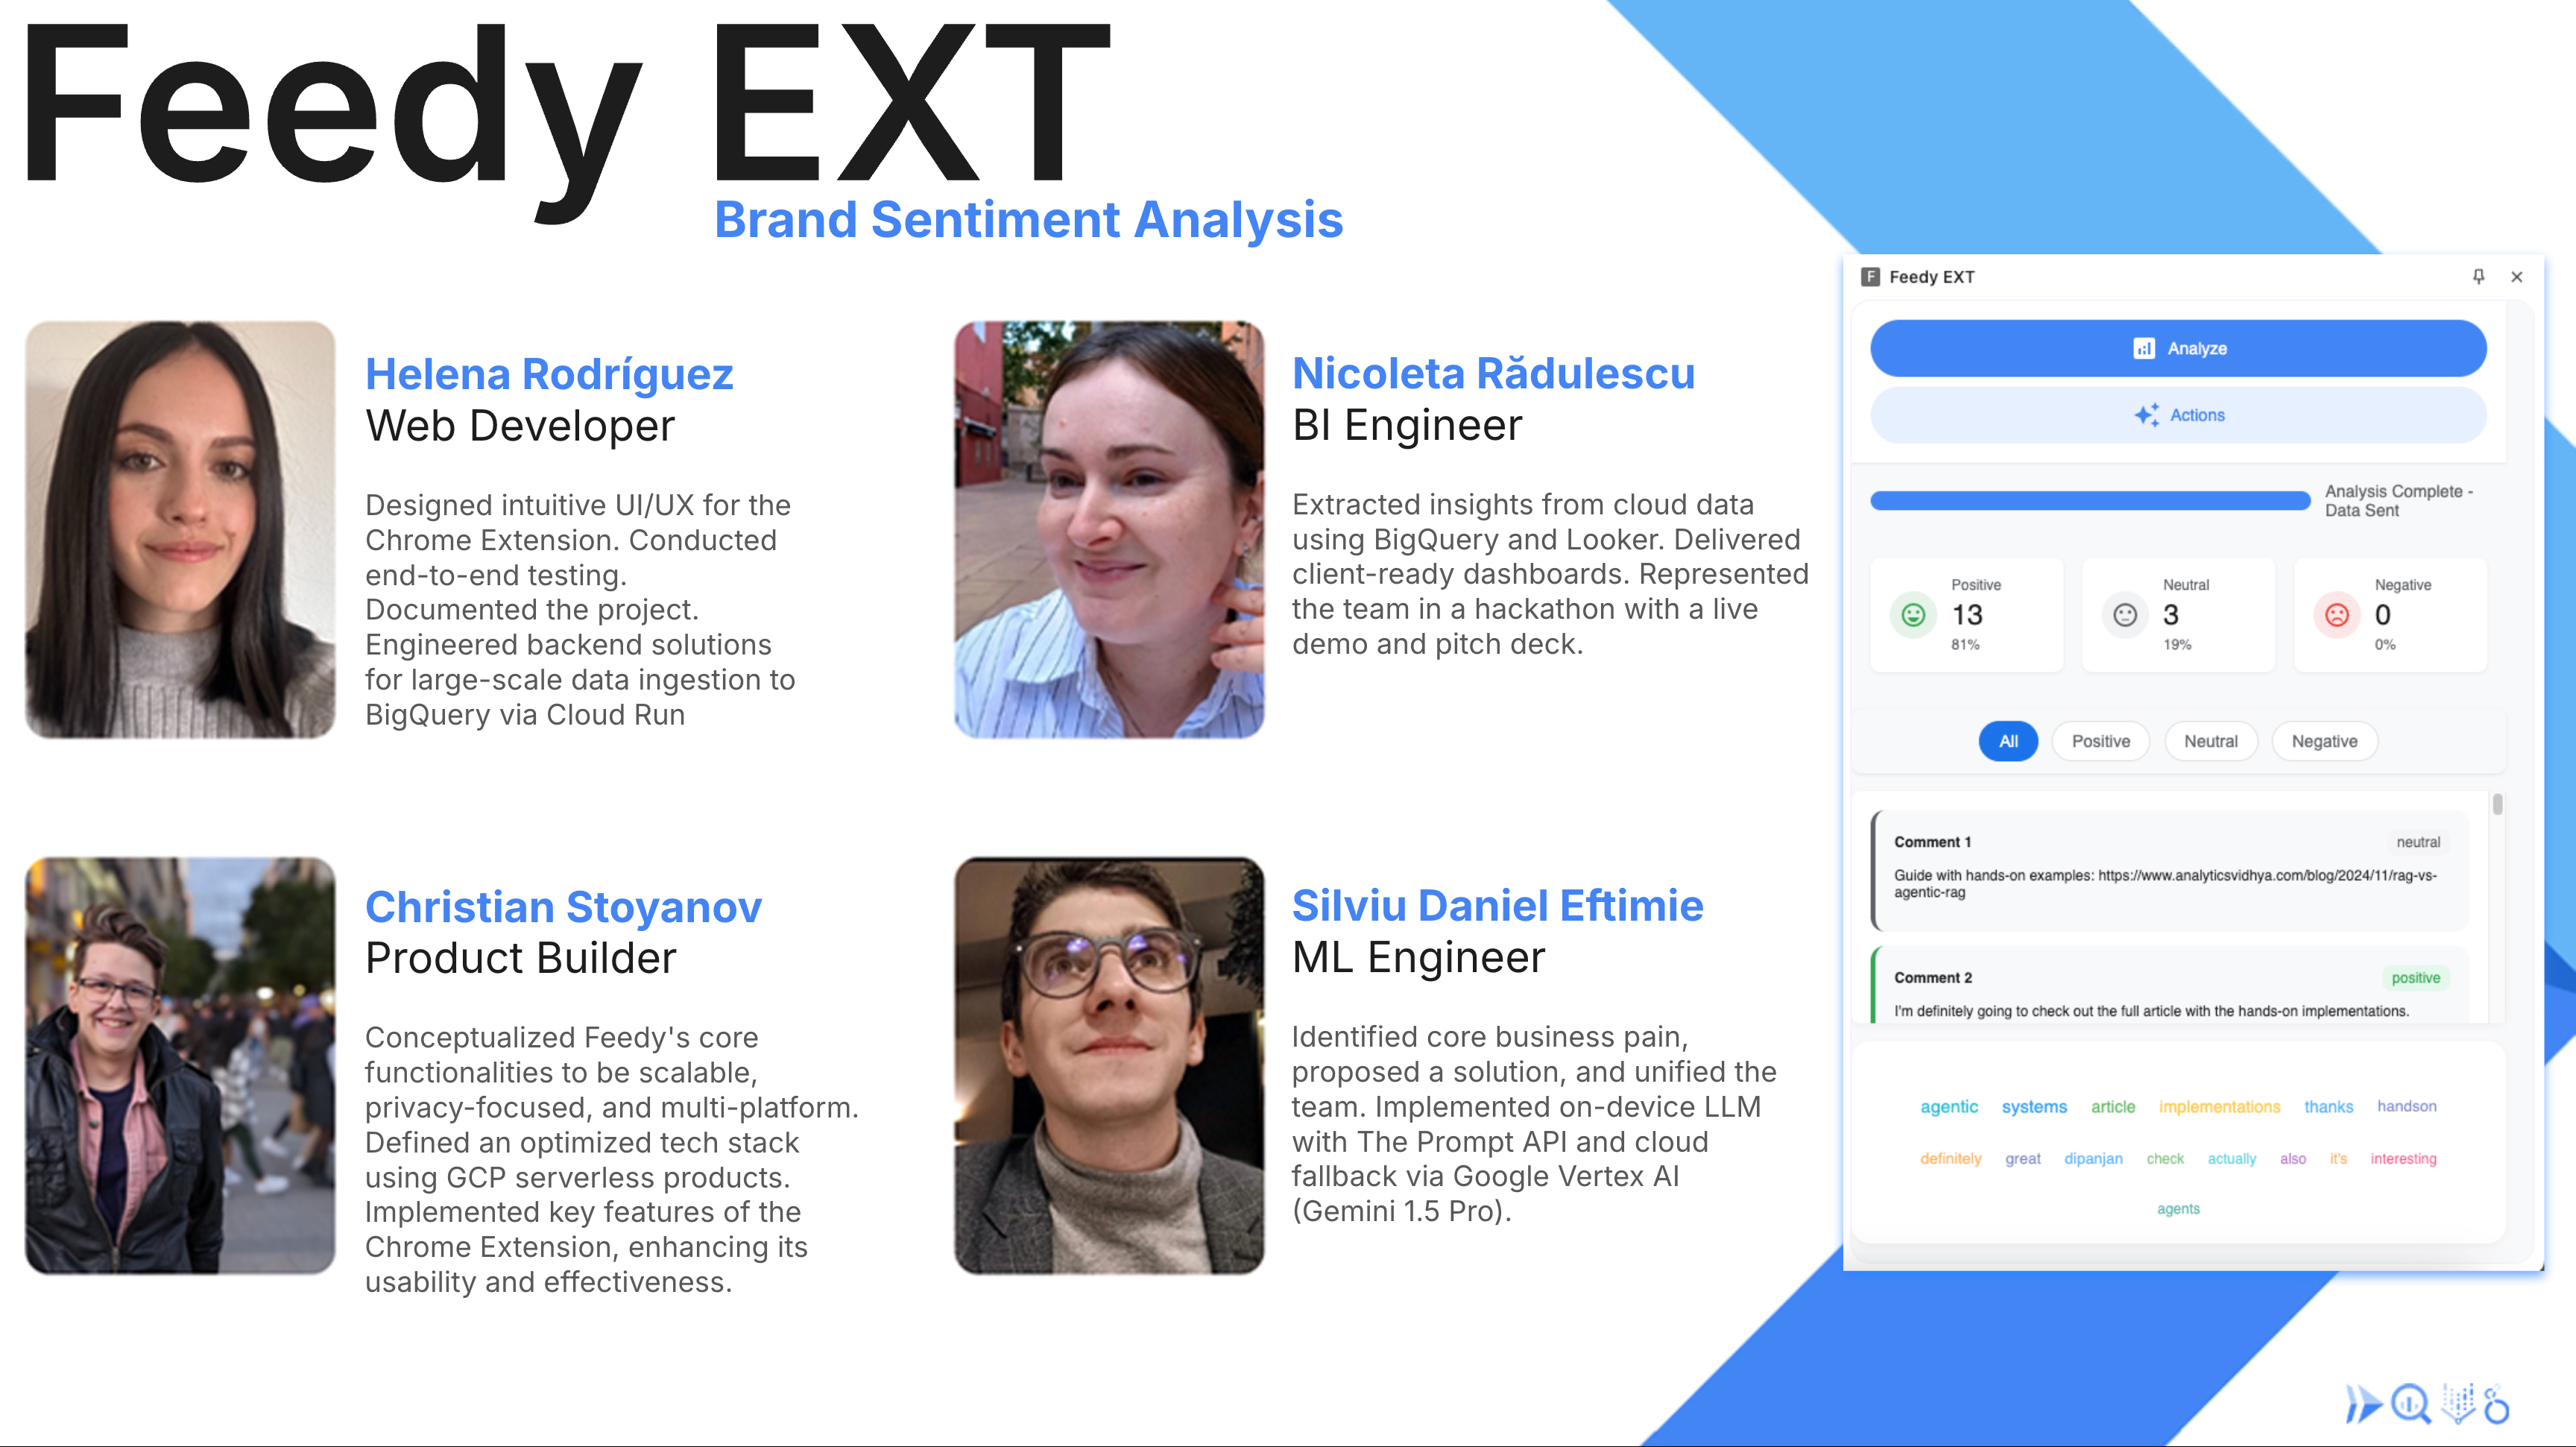 Feedy EXT
Brand Sentiment Analysis
Helena Rodríguez
Web Developer
Designed intuitive UI/UX for the
Chrome Extension. Conducted
end-to-end testing.
Documented the project.
Engineered backend solutions
for large-scale data ingestion to
BigQuery via Cloud Run
Nicoleta Rădulescu
BI Engineer
Extracted insights from cloud data
using BigQuery and Looker. Delivered
client-ready dashboards. Represented
the team in a hackathon with a live
demo and pitch deck.
Christian Stoyanov
Product Builder
Conceptualized Feedy's core
functionalities to be scalable,
privacy-focused, and multi-platform.
Defined an optimized tech stack
using GCP serverless products.
Implemented key features of the
Chrome Extension, enhancing its
usability and effectiveness.
Silviu Daniel Eftimie
ML Engineer
Identified core business pain,
proposed a solution, and unified the
team. Implemented on-device LLM
with The Prompt API and cloud
fallback via Google Vertex AI
(Gemini 1.5 Pro).
F Feedy EXT
Analyze
Actions
Analysis Complete -
Data Sent
Positive
13
81%
Neutral
3
19%
Negative
0
0%
All Positive Neutral Negative
Comment 1 neutral
Guide with hands-on examples: https://www.analyticsvidhya.com/blog/2024/11/rag-vs-
agentic-rag
Comment 2 positive
I'm definitely going to check out the full article with the hands-on implementations.
agentic systems article implementations thanks handson
definitely great dipanjan check actually also it's interesting
agents